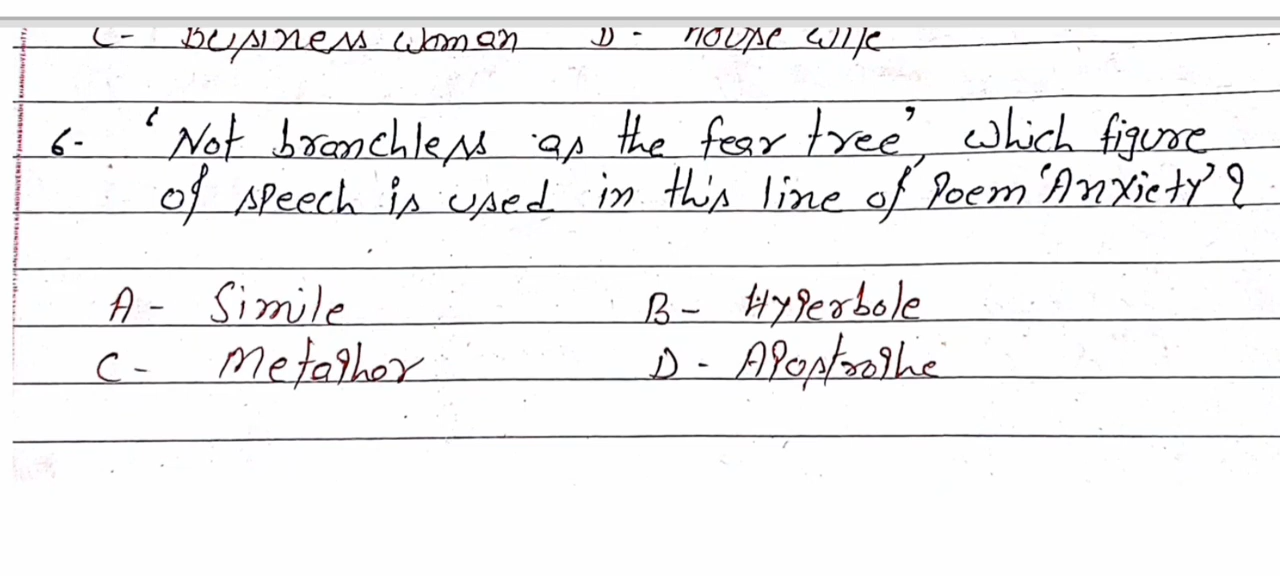 C- Business Woman D- House Wife
6- 'Not branchless as the fear tree', which figure
of speech is used in this line of Poem 'Anxiety'?
A- Simile B- Hyperbole
C- Metaphor D- Apostrophe